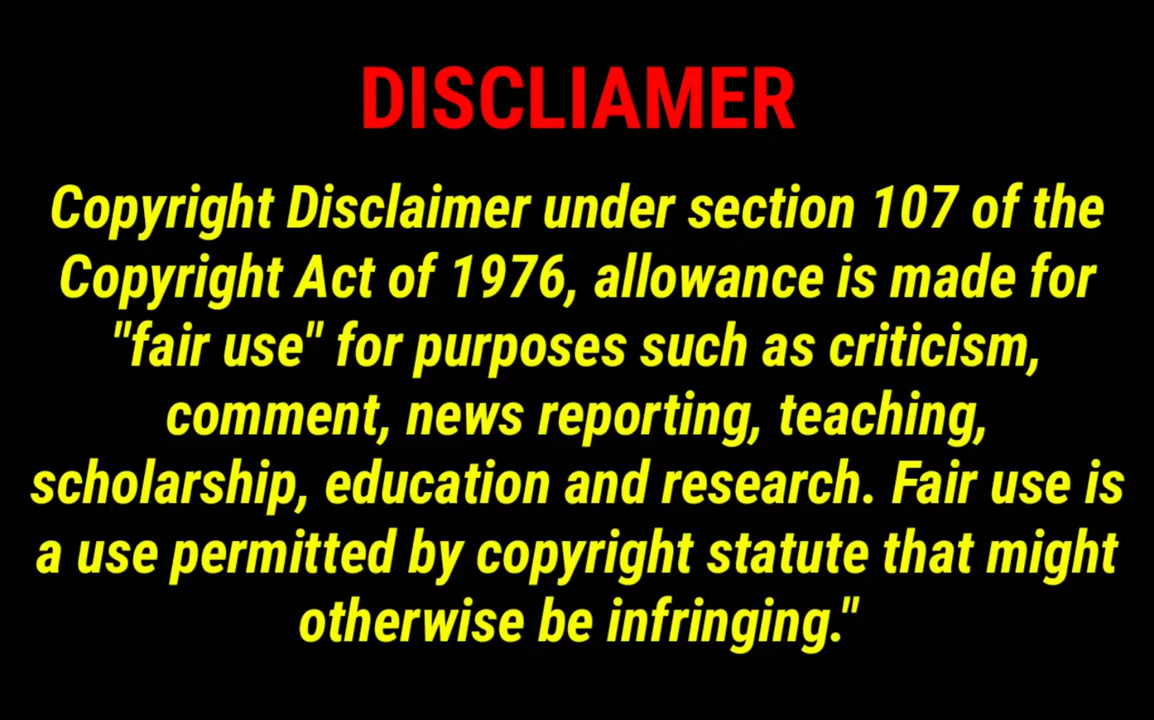 DISCLIAMER
Copyright Disclaimer under section 107 of the
Copyright Act of 1976, allowance is made for
"fair use" for purposes such as criticism,
comment, news reporting, teaching,
scholarship, education and research. Fair use is
a use permitted by copyright statute that might
otherwise be infringing."